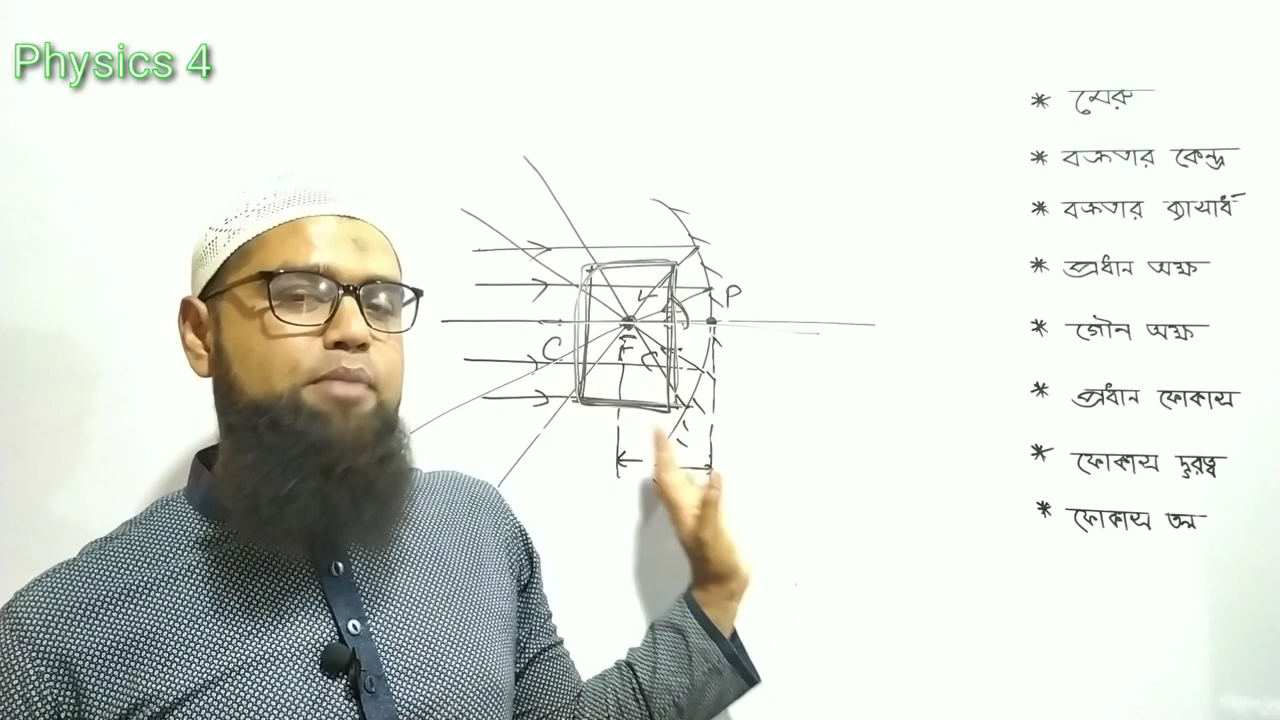 Physics 4
* মেরু
* বক্রতার কেন্দ্র
* বক্রতার ব্যাসার্ধ
* প্রধান অক্ষ
P
* গৌন অক্ষ
C
F
* প্রধান ফোকাস
* ফোকাস দুরত্ব
* ফোকাস তল